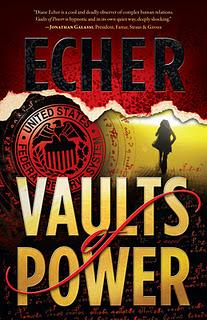 "Diane Echer is a cool and deadly observer of complex human relations.
Vaults of Power is hypnotic and in its own quiet way, deeply shocking."
—JONATHAN GALASSI, President, Farrar, Straus & Giroux
ECHER
UNITED STATES
FEDERAL
VAULTS
of
POWER